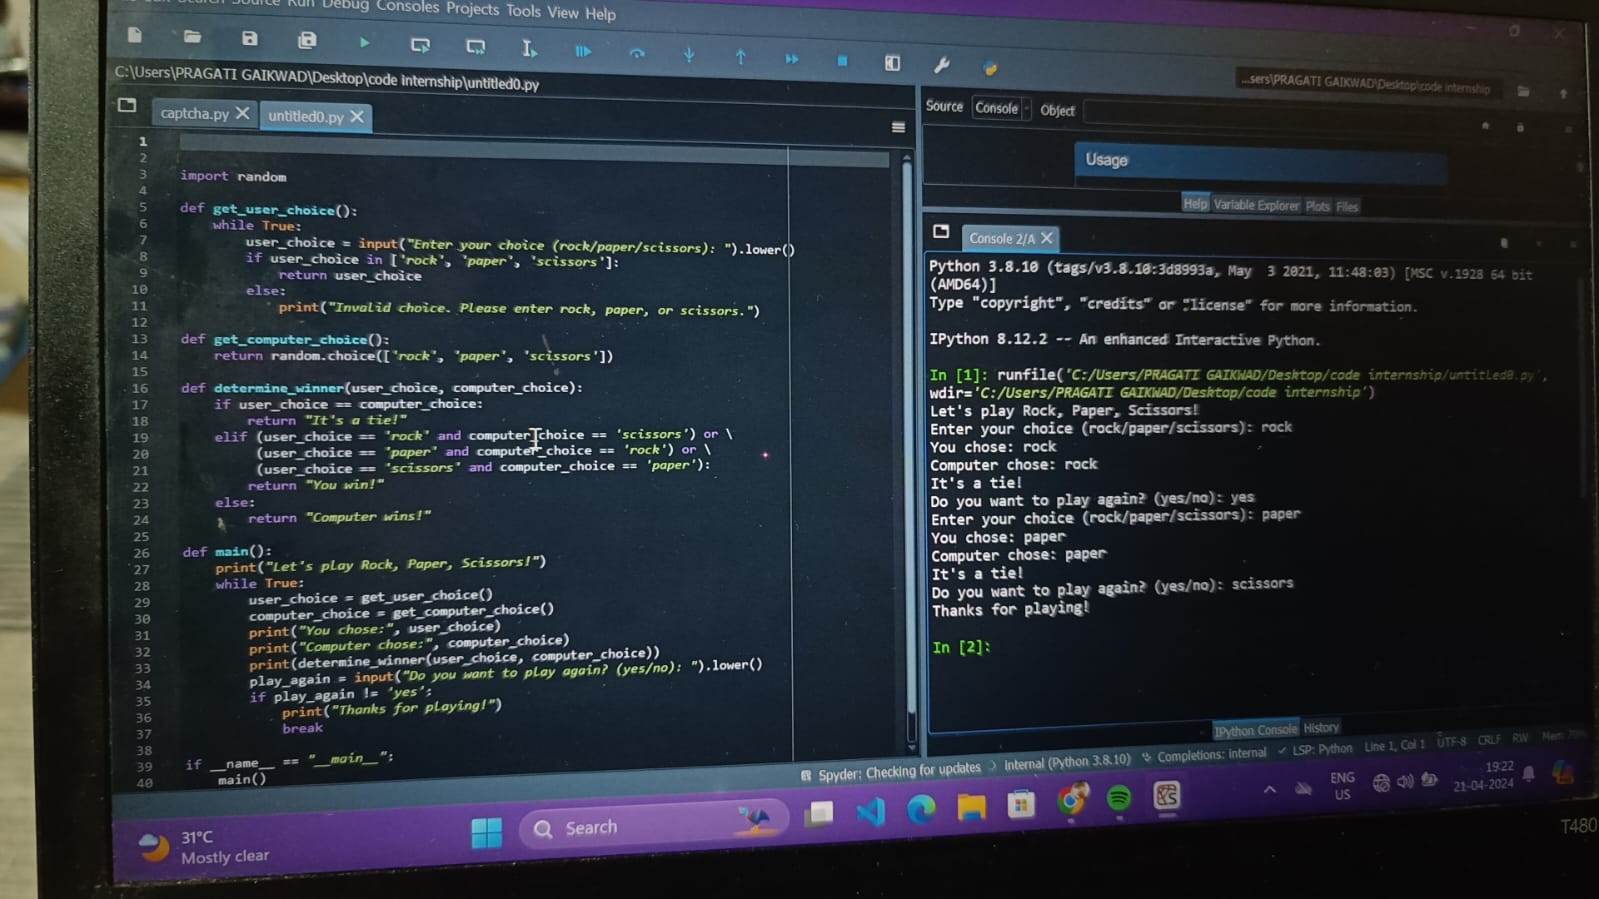 Search Source Run Debug Consoles Projects Tools View Help
C:\Users\PRAGATI GAIKWAD\Desktop\code internship\untitled0.py
...sers\PRAGATI GAIKWAD\Desktop\code internship
captcha.py
untitled0.py
1
2
3 import random
4
5 def get_user_choice():
6 while True:
7 user_choice = input("Enter your choice (rock/paper/scissors): ").lower()
8 if user_choice in ['rock', 'paper', 'scissors']:
9 return user_choice
10 else:
11 print("Invalid choice. Please enter rock, paper, or scissors.")
12
13 def get_computer_choice():
14 return random.choice(['rock', 'paper', 'scissors'])
15
16 def determine_winner(user_choice, computer_choice):
17 if user_choice == computer_choice:
18 return "It's a tie!"
19 elif (user_choice == 'rock' and computer_choice == 'scissors') or \
20 (user_choice == 'paper' and computer_choice == 'rock') or \
21 (user_choice == 'scissors' and computer_choice == 'paper'):
22 return "You win!"
23 else:
24 return "Computer wins!"
25
26 def main():
27 print("Let's play Rock, Paper, Scissors!")
28 while True:
29 user_choice = get_user_choice()
30 computer_choice = get_computer_choice()
31 print("You chose:", user_choice)
32 print("Computer chose:", computer_choice)
33 print(determine_winner(user_choice, computer_choice))
34 play_again = input("Do you want to play again? (yes/no): ").lower()
35 if play_again != 'yes':
36 print("Thanks for playing!")
37 break
38
39 if __name__ == "__main__":
40 main()
Source Console Object
Usage
Help Variable Explorer Plots Files
Console 2/A
Python 3.8.10 (tags/v3.8.10:3d8993a, May 3 2021, 11:48:03) [MSC v.1928 64 bit
(AMD64)]
Type "copyright", "credits" or "license" for more information.
IPython 8.12.2 -- An enhanced Interactive Python.
In [1]: runfile('C:/Users/PRAGATI GAIKWAD/Desktop/code internship/untitled0.py',
wdir='C:/Users/PRAGATI GAIKWAD/Desktop/code internship')
Let's play Rock, Paper, Scissors!
Enter your choice (rock/paper/scissors): rock
You chose: rock
Computer chose: rock
It's a tie!
Do you want to play again? (yes/no): yes
Enter your choice (rock/paper/scissors): paper
You chose: paper
Computer chose: paper
It's a tie!
Do you want to play again? (yes/no): scissors
Thanks for playing!
In [2]:
IPython Console History
Spyder: Checking for updates Internal (Python 3.8.10) Completions: internal LSP: Python Line 1, Col 1 UTF-8 CRLF RW Mem
31°C
Mostly clear
Search
ENG
US
19:22
21-04-2024
T480